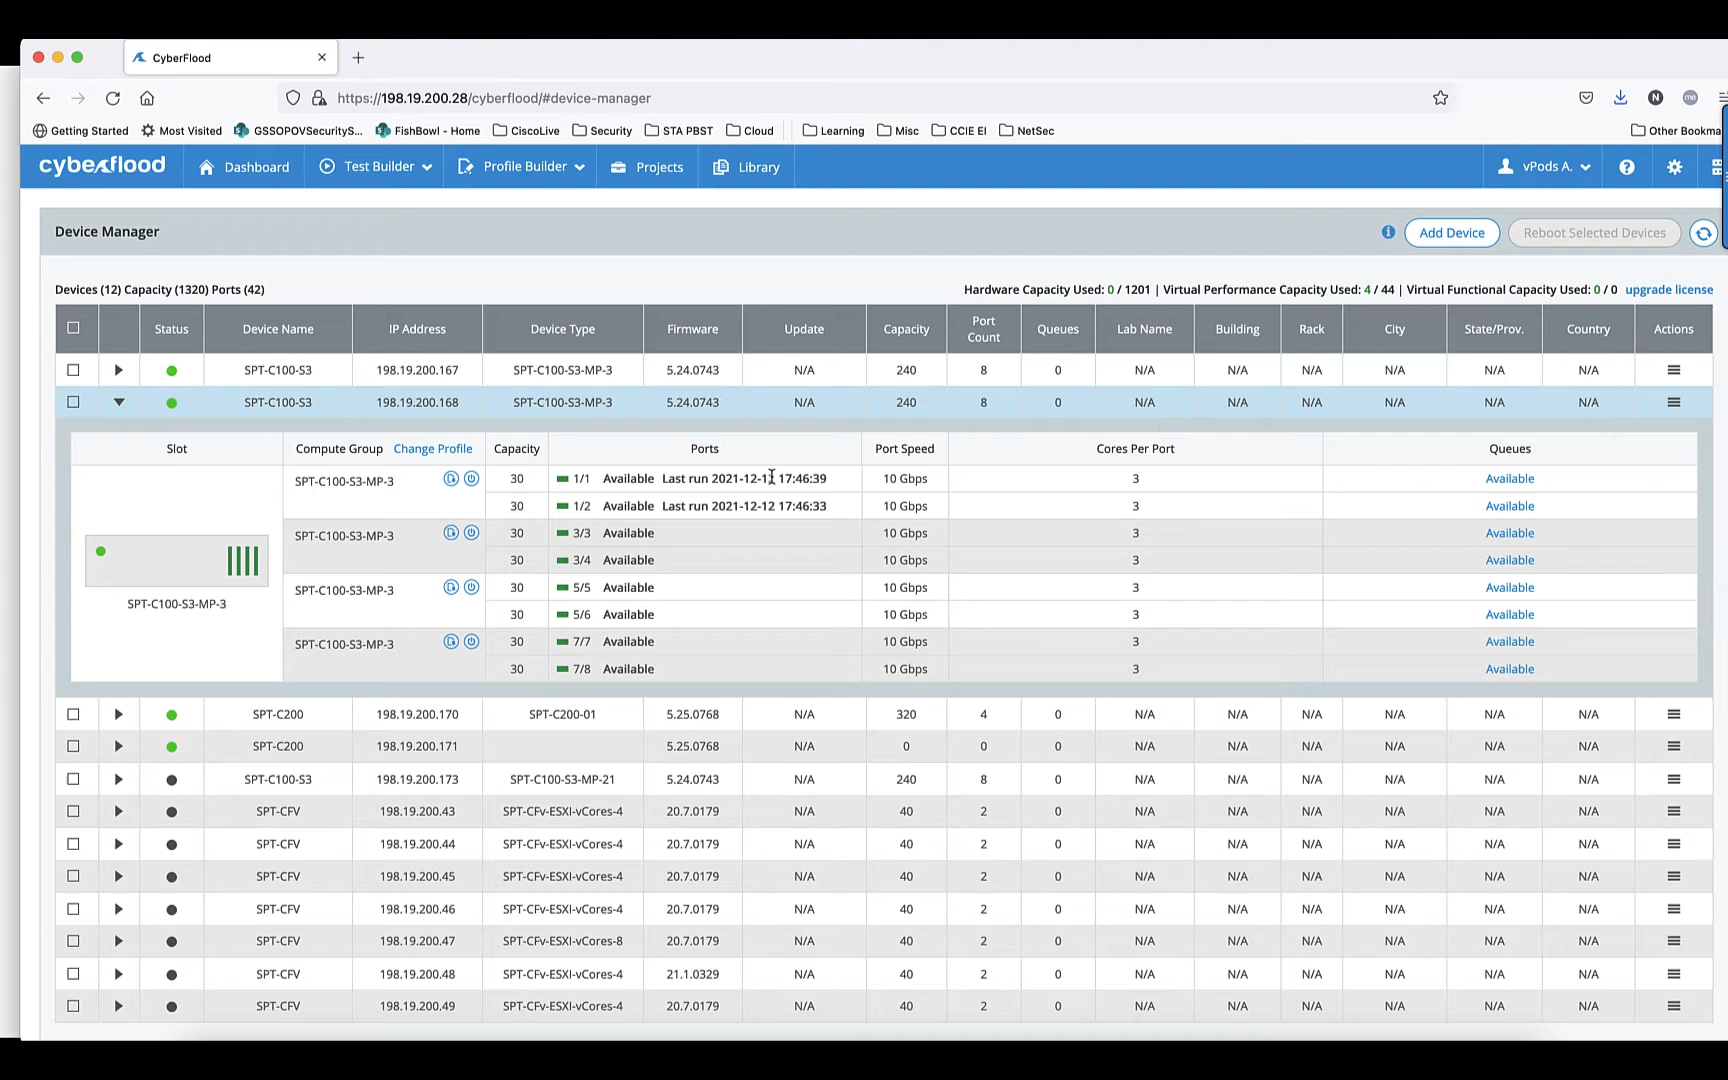 CyberFlood
https://198.19.200.28/cyberflood/#device-manager
Getting Started Most Visited GSSOPOVSecurityS... FishBowl - Home CiscoLive Security STA PBST Cloud Learning Misc CCIE EI NetSec Other Bookma
cyberflood Dashboard Test Builder Profile Builder Projects Library vPods A.
Device Manager Add Device Reboot Selected Devices
Devices (12) Capacity (1320) Ports (42) Hardware Capacity Used: 0 / 1201 | Virtual Performance Capacity Used: 4 / 44 | Virtual Functional Capacity Used: 0 / 0 upgrade license
Status Device Name IP Address Device Type Firmware Update Capacity Port Count Queues Lab Name Building Rack City State/Prov. Country Actions
SPT-C100-S3 198.19.200.167 SPT-C100-S3-MP-3 5.24.0743 N/A 240 8 0 N/A N/A N/A N/A N/A N/A
SPT-C100-S3 198.19.200.168 SPT-C100-S3-MP-3 5.24.0743 N/A 240 8 0 N/A N/A N/A N/A N/A N/A
Slot Compute Group Change Profile Capacity Ports Port Speed Cores Per Port Queues
SPT-C100-S3-MP-3 30 1/1 Available Last run 17:46:39 10 Gbps 3 Available
30 1/2 Available Last run 2021-12-12 17:46:33 10 Gbps 3 Available
SPT-C100-S3-MP-3 30 3/3 Available 10 Gbps 3 Available
30 3/4 Available 10 Gbps 3 Available
SPT-C100-S3-MP-3 30 5/5 Available 10 Gbps 3 Available
SPT-C100-S3-MP-3
30 5/6 Available 10 Gbps 3 Available
SPT-C100-S3-MP-3 30 7/7 Available 10 Gbps 3 Available
30 7/8 Available 10 Gbps 3 Available
SPT-C200 198.19.200.170 SPT-C200-01 5.25.0768 N/A 320 4 0 N/A N/A N/A N/A N/A N/A
SPT-C200 198.19.200.171 5.25.0768 N/A 0 0 0 N/A N/A N/A N/A N/A N/A
SPT-C100-S3 198.19.200.173 SPT-C100-S3-MP-21 5.24.0743 N/A 240 8 0 N/A N/A N/A N/A N/A N/A
SPT-CFV 198.19.200.43 SPT-CFv-ESXI-vCores-4 20.7.0179 N/A 40 2 0 N/A N/A N/A N/A N/A N/A
SPT-CFV 198.19.200.44 SPT-CFv-ESXI-vCores-4 20.7.0179 N/A 40 2 0 N/A N/A N/A N/A N/A N/A
SPT-CFV 198.19.200.45 SPT-CFv-ESXI-vCores-4 20.7.0179 N/A 40 2 0 N/A N/A N/A N/A N/A N/A
SPT-CFV 198.19.200.46 SPT-CFv-ESXI-vCores-4 20.7.0179 N/A 40 2 0 N/A N/A N/A N/A N/A N/A
SPT-CFV 198.19.200.47 SPT-CFv-ESXI-vCores-8 20.7.0179 N/A 40 2 0 N/A N/A N/A N/A N/A N/A
SPT-CFV 198.19.200.48 SPT-CFv-ESXI-vCores-4 21.1.0329 N/A 40 2 0 N/A N/A N/A N/A N/A N/A
SPT-CFV 198.19.200.49 SPT-CFv-ESXI-vCores-4 20.7.0179 N/A 40 2 0 N/A N/A N/A N/A N/A N/A